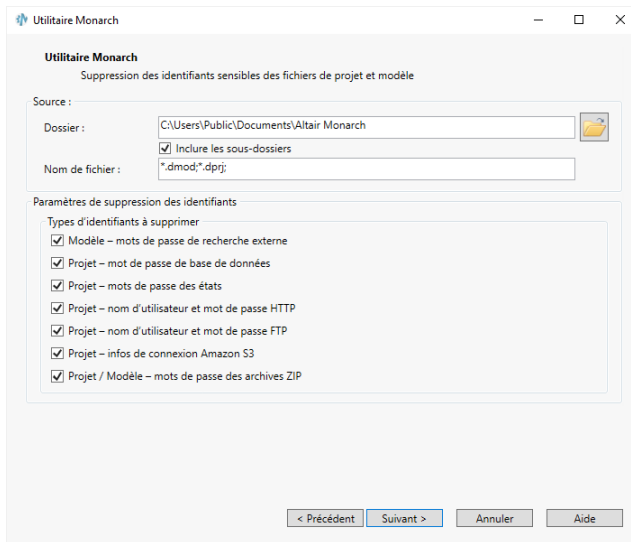 Utilitaire Monarch
Utilitaire Monarch
Suppression des identifiants sensibles des fichiers de projet et modèle
Source :
Dossier :
C:\Users\Public\Documents\Altair Monarch
Inclure les sous-dossiers
Nom de fichier :
*.dmod;*.dprj;
Paramètres de suppression des identifiants
Types d'identifiants à supprimer
Modèle – mots de passe de recherche externe
Projet – mot de passe de base de données
Projet – mots de passe des états
Projet – nom d'utilisateur et mot de passe HTTP
Projet – nom d'utilisateur et mot de passe FTP
Projet – infos de connexion Amazon S3
Projet / Modèle – mots de passe des archives ZIP
< Précédent
Suivant >
Annuler
Aide